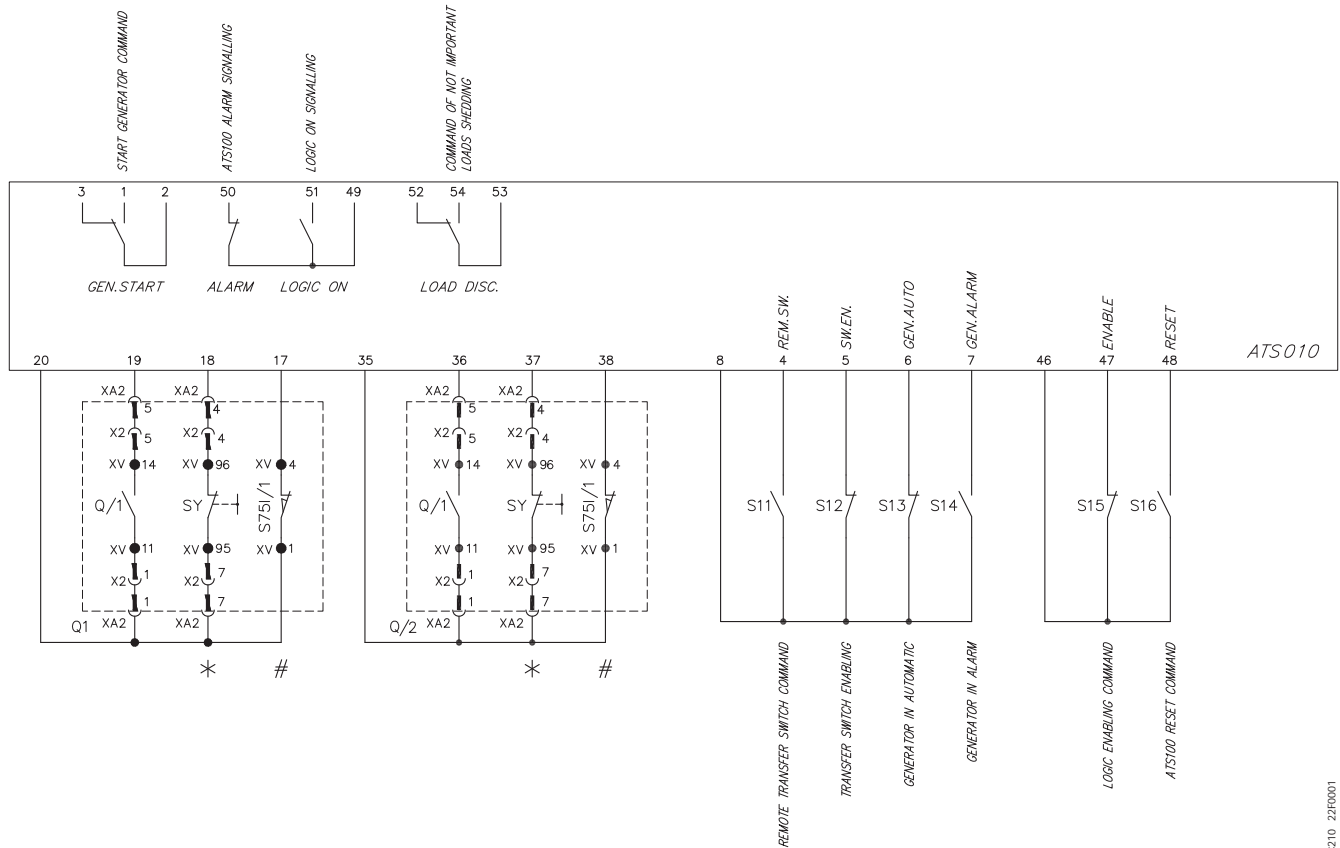 START GENERATOR COMMAND
ATS100 ALARM SIGNALLING
LOGIC ON SIGNALLING
COMMAND OF NOT IMPORTANT
LOADS SHEDDING
3 1 2 50 51 49 52 54 53
GEN.START ALARM LOGIC ON LOAD DISC.
REM.SW.
SW.EN.
GEN.AUTO
GEN.ALARM
ENABLE
RESET
ATS010
20 19 18 17 35 36 37 38 8 4 5 6 7 46 47 48
XA2 XA2 XA2 XA2
5 4 5 4
X2 5 X2 4 X2 5 X2 4
XV 14 XV 96 XV 4 XV 14 XV 96 XV 4
Q/1 SY S75I/1 Q/1 SY S75I/1 S11 S12 S13 S14 S15 S16
XV 11 XV 95 XV 1 XV 11 XV 95 XV 1
X2 1 X2 7 X2 1 X2 7
1 7 1 7
Q1 XA2 XA2 Q/2 XA2 XA2
* # * #
REMOTE TRANSFER SWITCH COMMAND
TRANSFER SWITCH ENABLING
GENERATOR IN AUTOMATIC
GENERATOR IN ALARM
LOGIC ENABLING COMMAND
ATS100 RESET COMMAND
210 22F0001